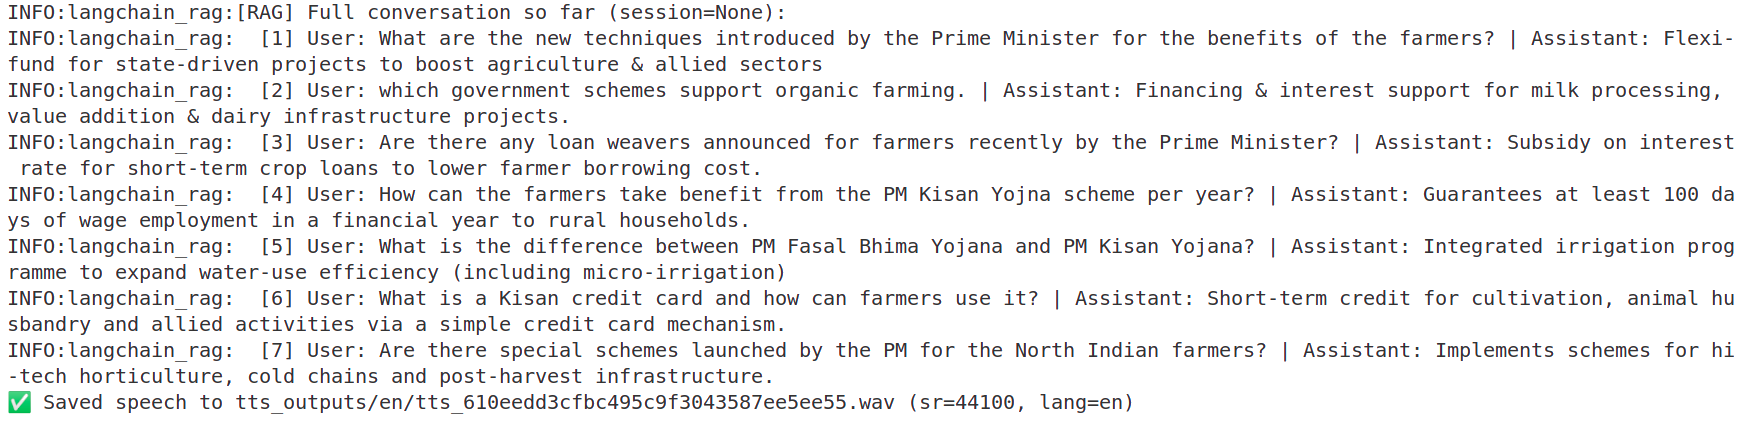 INFO:langchain_rag:[RAG] Full conversation so far (session=None):
INFO:langchain_rag:  [1] User: What are the new techniques introduced by the Prime Minister for the benefits of the farmers? | Assistant: Flexi-
fund for state-driven projects to boost agriculture & allied sectors
INFO:langchain_rag:  [2] User: which government schemes support organic farming. | Assistant: Financing & interest support for milk processing,
value addition & dairy infrastructure projects.
INFO:langchain_rag:  [3] User: Are there any loan weavers announced for farmers recently by the Prime Minister? | Assistant: Subsidy on interest
 rate for short-term crop loans to lower farmer borrowing cost.
INFO:langchain_rag:  [4] User: How can the farmers take benefit from the PM Kisan Yojna scheme per year? | Assistant: Guarantees at least 100 da
ys of wage employment in a financial year to rural households.
INFO:langchain_rag:  [5] User: What is the difference between PM Fasal Bhima Yojana and PM Kisan Yojana? | Assistant: Integrated irrigation prog
ramme to expand water-use efficiency (including micro-irrigation)
INFO:langchain_rag:  [6] User: What is a Kisan credit card and how can farmers use it? | Assistant: Short-term credit for cultivation, animal hu
sbandry and allied activities via a simple credit card mechanism.
INFO:langchain_rag:  [7] User: Are there special schemes launched by the PM for the North Indian farmers? | Assistant: Implements schemes for hi
-tech horticulture, cold chains and post-harvest infrastructure.
✅ Saved speech to tts_outputs/en/tts_610eedd3cfbc495c9f3043587ee5ee55.wav (sr=44100, lang=en)